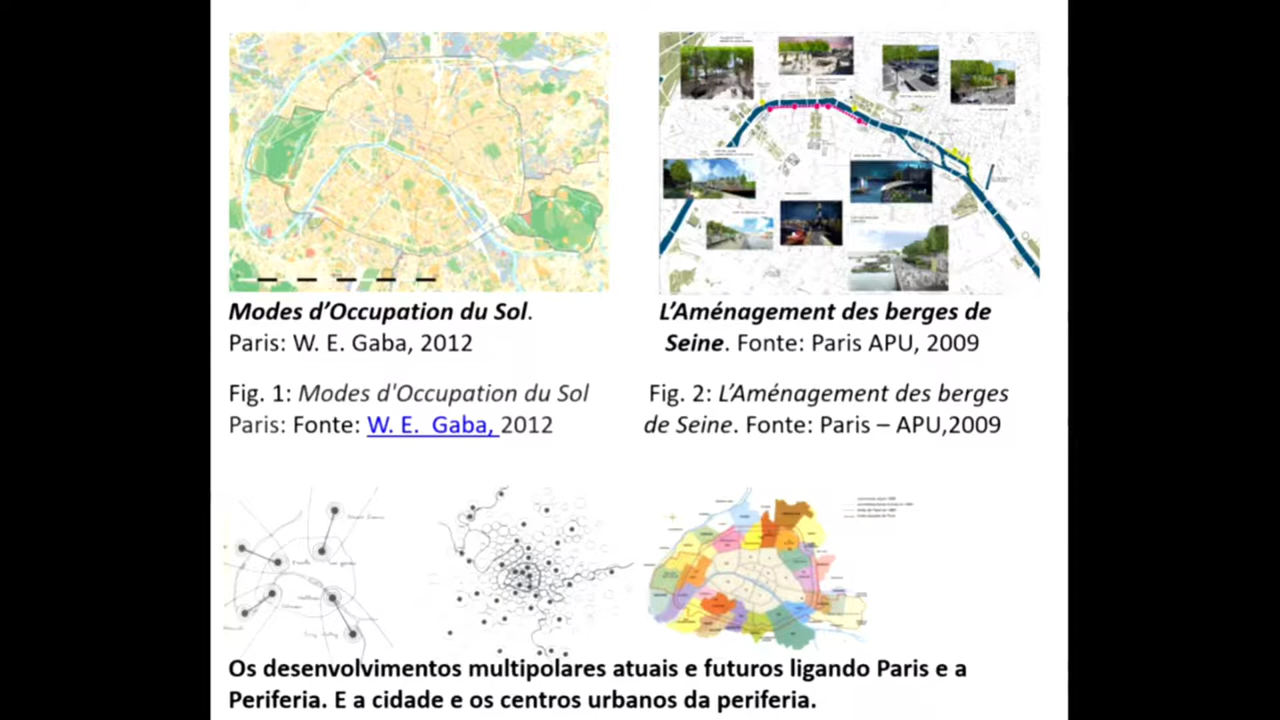 Modes d’Occupation du Sol.
Paris: W. E. Gaba, 2012
L’Aménagement des berges de
Seine. Fonte: Paris APU, 2009
Fig. 1: Modes d'Occupation du Sol
Paris: Fonte: W. E. Gaba, 2012
Fig. 2: L’Aménagement des berges
de Seine. Fonte: Paris – APU,2009
Os desenvolvimentos multipolares atuais e futuros ligando Paris e a
Periferia. E a cidade e os centros urbanos da periferia.